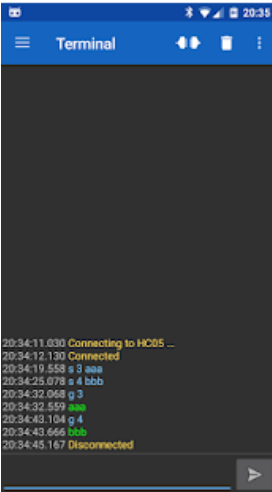 20:35
Terminal
20:34:11.030 Connecting to HC05 ...
20:34:12.130 Connected
20:34:19.558 s 3 aaa
20:34:25.078 s 4 bbb
20:34:32.068 g 3
20:34:32.559 aaa
20:34:43.104 g 4
20:34:43.666 bbb
20:34:45.167 Disconnected